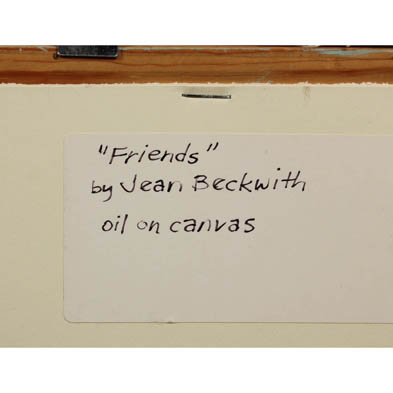 "Friends"
by Jean Beckwith
oil on canvas